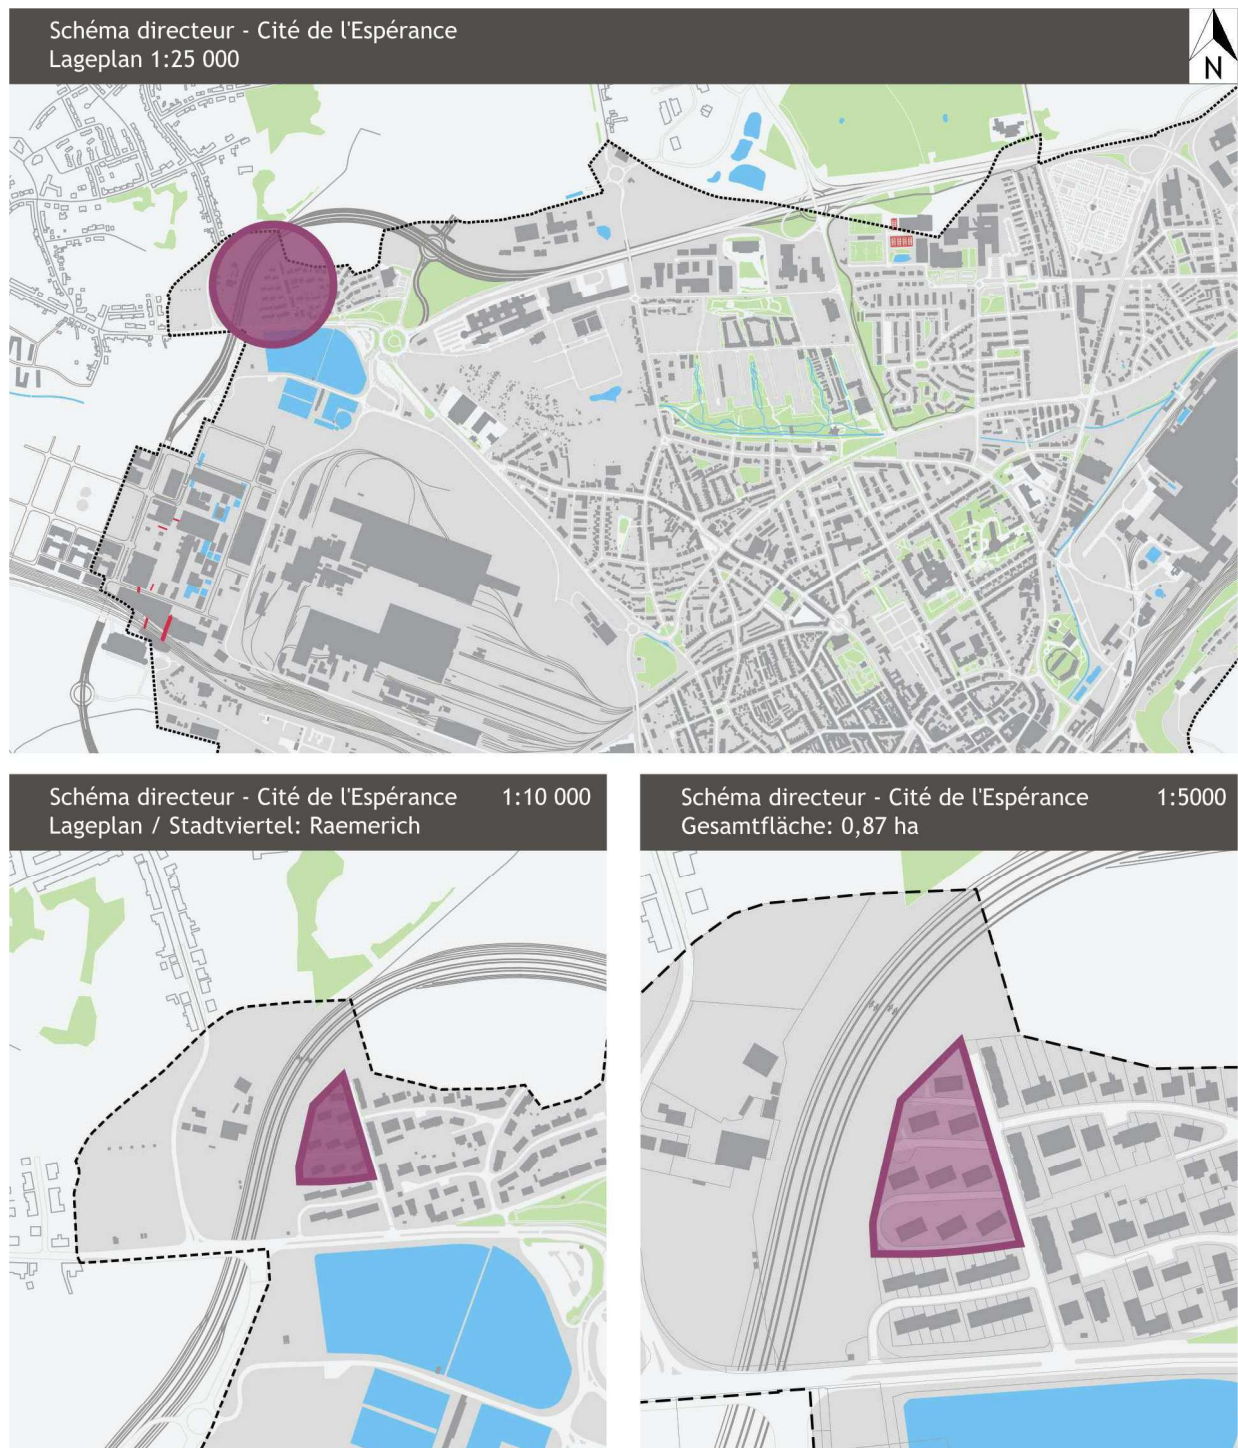 Schéma directeur - Cité de l'Espérance
Lageplan 1:25 000
N
Schéma directeur - Cité de l'Espérance 1:10 000
Lageplan / Stadtviertel: Raemerich
Schéma directeur - Cité de l'Espérance 1:5000
Gesamtfläche: 0,87 ha